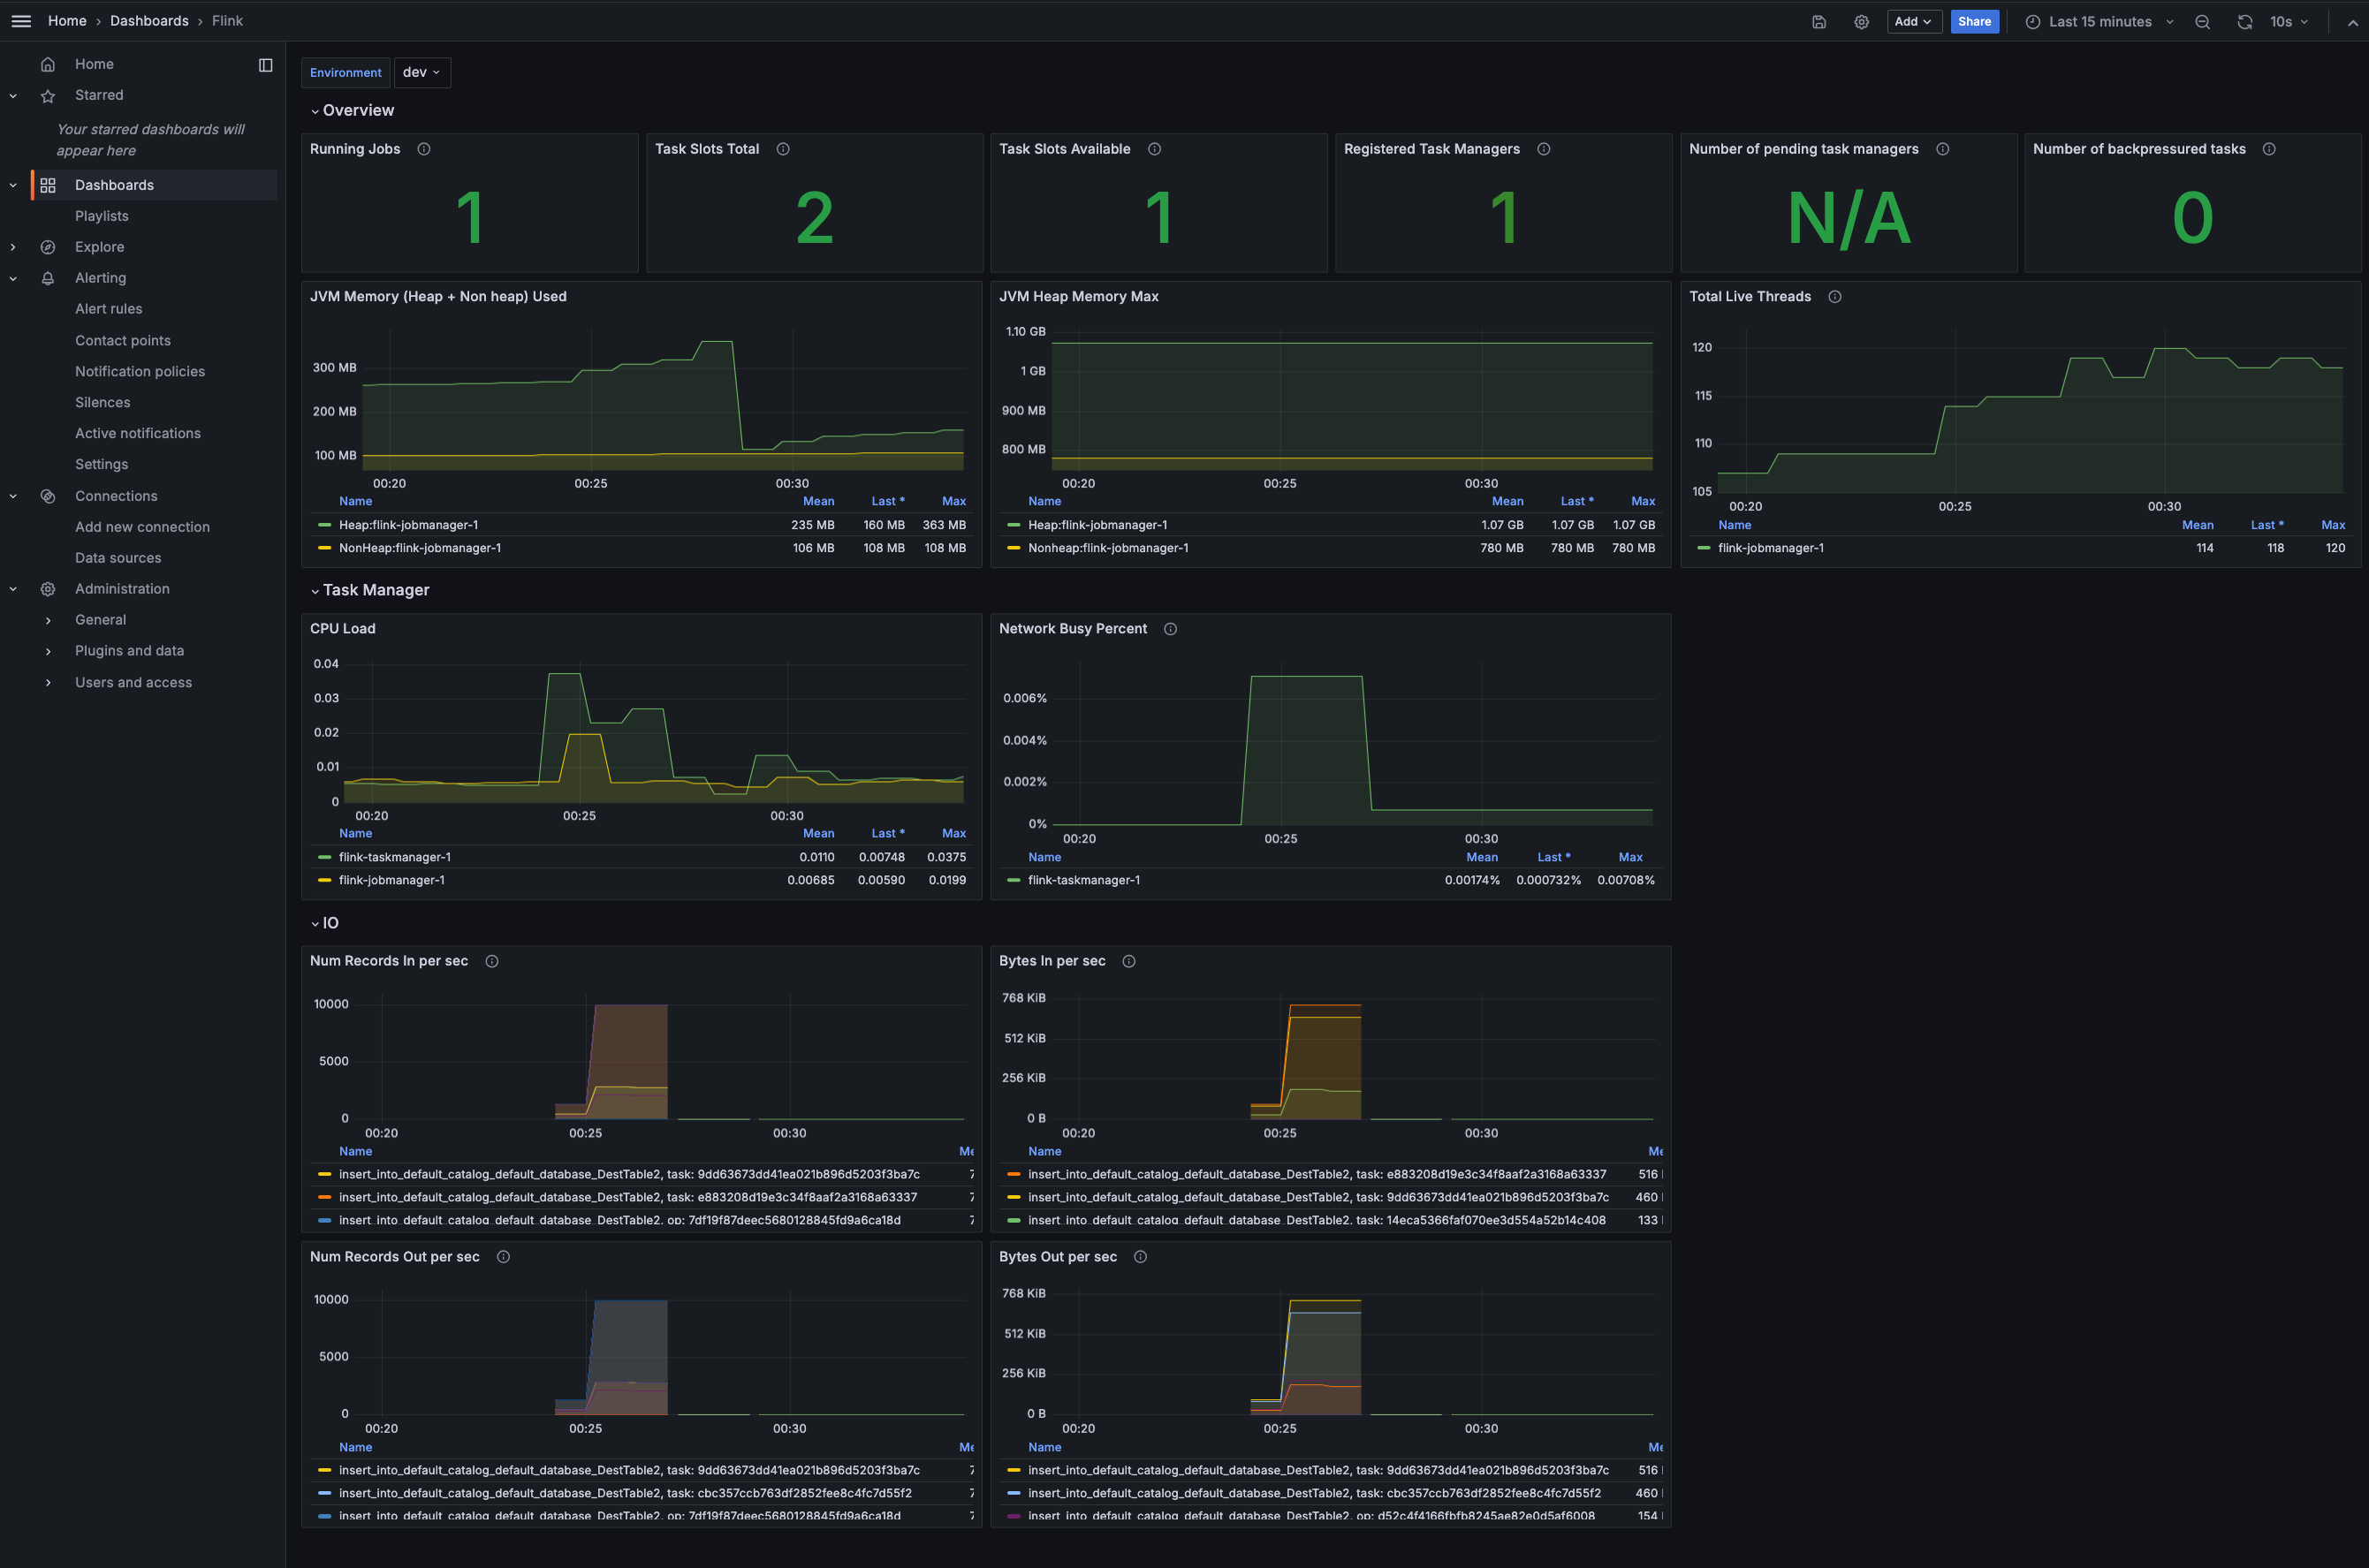 Home › Dashboards › Flink
Add
Share
Last 15 minutes
10s
Home
Starred
Your starred dashboards will
appear here
Dashboards
Playlists
Explore
Alerting
Alert rules
Contact points
Notification policies
Silences
Active notifications
Settings
Connections
Add new connection
Data sources
Administration
General
Plugins and data
Users and access
Environment dev
Overview
Running Jobs
1
Task Slots Total
2
Task Slots Available
1
Registered Task Managers
1
Number of pending task managers
N/A
Number of backpressured tasks
0
JVM Memory (Heap + Non heap) Used
300 MB
200 MB
100 MB
00:20 00:25 00:30
Name Mean Last * Max
Heap:flink-jobmanager-1 235 MB 160 MB 363 MB
NonHeap:flink-jobmanager-1 106 MB 108 MB 108 MB
JVM Heap Memory Max
1.10 GB
1 GB
900 MB
800 MB
00:20 00:25 00:30
Name Mean Last * Max
Heap:flink-jobmanager-1 1.07 GB 1.07 GB 1.07 GB
Nonheap:flink-jobmanager-1 780 MB 780 MB 780 MB
Total Live Threads
120
115
110
105
00:20 00:25 00:30
Name Mean Last * Max
flink-jobmanager-1 114 118 120
Task Manager
CPU Load
0.04
0.03
0.02
0.01
0
00:20 00:25 00:30
Name Mean Last * Max
flink-taskmanager-1 0.0110 0.00748 0.0375
flink-jobmanager-1 0.00685 0.00590 0.0199
Network Busy Percent
0.006%
0.004%
0.002%
0%
00:20 00:25 00:30
Name Mean Last * Max
flink-taskmanager-1 0.00174% 0.000732% 0.00708%
IO
Num Records In per sec
10000
5000
0
00:20 00:25 00:30
Name Me
insert_into_default_catalog_default_database_DestTable2, task: 9dd63673dd41ea021b896d5203f3ba7c 7
insert_into_default_catalog_default_database_DestTable2, task: e883208d19e3c34f8aaf2a3168a63337 7
insert_into_default_catalog_default_database_DestTable2, op: 7df19f87deec5680128845fd9a6ca18d 7
Bytes In per sec
768 KiB
512 KiB
256 KiB
0 B
00:20 00:25 00:30
Name Me
insert_into_default_catalog_default_database_DestTable2, task: e883208d19e3c34f8aaf2a3168a63337 516
insert_into_default_catalog_default_database_DestTable2, task: 9dd63673dd41ea021b896d5203f3ba7c 460
insert_into_default_catalog_default_database_DestTable2, task: 14eca5366faf070ee3d554a52b14c408 133
Num Records Out per sec
10000
5000
0
00:20 00:25 00:30
Name Me
insert_into_default_catalog_default_database_DestTable2, task: 9dd63673dd41ea021b896d5203f3ba7c 7
insert_into_default_catalog_default_database_DestTable2, task: cbc357ccb763df2852fee8c4fc7d55f2 7
insert_into_default_catalog_default_database_DestTable2, op: 7df19f87deec5680128845fd9a6ca18d 7
Bytes Out per sec
768 KiB
512 KiB
256 KiB
0 B
00:20 00:25 00:30
Name Me
insert_into_default_catalog_default_database_DestTable2, task: 9dd63673dd41ea021b896d5203f3ba7c 516
insert_into_default_catalog_default_database_DestTable2, task: cbc357ccb763df2852fee8c4fc7d55f2 460
insert_into_default_catalog_default_database_DestTable2, op: d52c4f4166fbfb8245ae82e0d5af6008 154